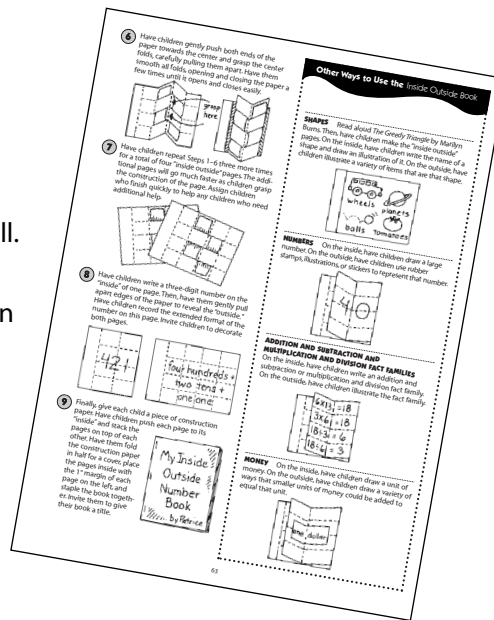 ll.
n
6 Have children gently push both ends of the
paper towards the center and grasp the center
folds, carefully pulling them apart. Have them
smooth all folds, opening and closing the paper a
few times until it opens and closes easily.
grasp
here
7 Have children repeat Steps 1–6 three more times
for a total of four "inside outside" pages. The addi-
tional pages will go much faster as children grasp
the construction of the page. Assign children
who finish quickly to help any children who need
additional help.
8 Have children write a three-digit number on the
"inside" of one page. Then, have them gently pull
apart edges of the paper to reveal the "outside."
Have children record the extended format of the
number on this page. Invite children to decorate
both pages.
421
four hundreds +
two tens +
one one
9 Finally, give each child a piece of construction
paper. Have children push each page to its
"inside" and stack the
pages on top of each
other. Have them fold
the construction paper
in half for a cover, place
the pages inside with
the 1" margin of each
page on the left, and
staple the book togeth-
er. Invite them to give
their book a title.
My Inside
Outside
Number
Book
by Patrice
Other Ways to Use the Inside Outside Book
SHAPES Read aloud The Greedy Triangle by Marilyn
Burns. Then, have children make the "inside outside"
pages. On the inside, have children write the name of a
shape and draw an illustration of it. On the outside, have
children illustrate a variety of items that are that shape.
wheels
planets
balls
tomatoes
NUMBERS On the inside, have children draw a large
number. On the outside, have children use rubber
stamps, illustrations, or stickers to represent that number.
40
ADDITION AND SUBTRACTION AND
MULTIPLICATION AND DIVISION FACT FAMILIES
On the inside, have children write an addition and
subtraction or multiplication and division fact family.
On the outside, have children illustrate the fact family.
6x3=18
3x6=18
18÷3=6
18÷6=3
MONEY On the inside, have children draw a unit of
money. On the outside, have children draw a variety of
ways that smaller units of money could be added to
equal that unit.
one dollar
63